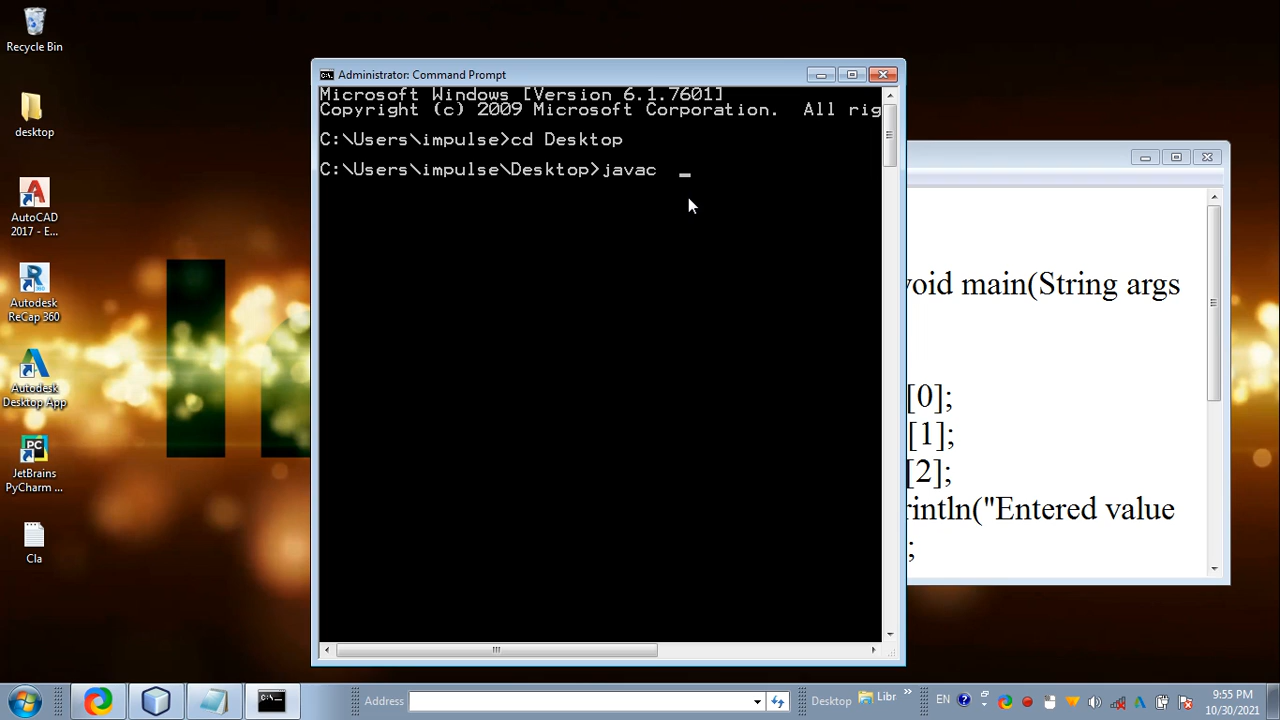 Recycle Bin
desktop
AutoCAD
2017 - E...
Autodesk
ReCap 360
Autodesk
Desktop App
PC
JetBrains
PyCharm ...
Cla
Administrator: Command Prompt
Microsoft Windows [Version 6.1.7601]
Copyright (c) 2009 Microsoft Corporation.  All rig
C:\Users\impulse>cd Desktop
C:\Users\impulse\Desktop>javac  _
void main(String args
[0];
[1];
[2];
rintln("Entered value
;
Address
Desktop
Libr
»
EN
9:55 PM
10/30/2021